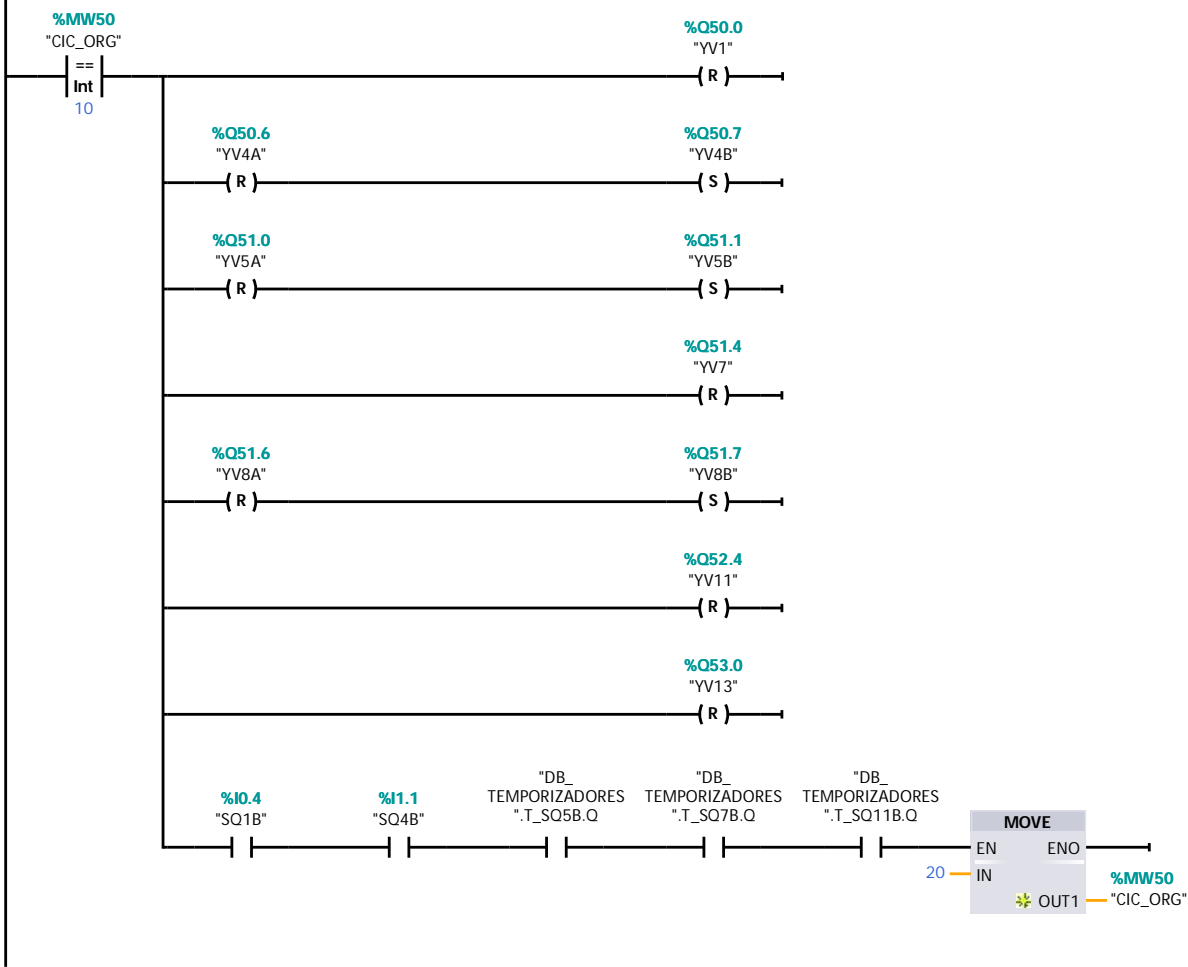 %MW50
"CIC_ORG"
==
Int
10
%Q50.0
"YV1"
R
%Q50.6
"YV4A"
R
%Q50.7
"YV4B"
S
%Q51.0
"YV5A"
R
%Q51.1
"YV5B"
S
%Q51.4
"YV7"
R
%Q51.6
"YV8A"
R
%Q51.7
"YV8B"
S
%Q52.4
"YV11"
R
%Q53.0
"YV13"
R
%I0.4
"SQ1B"
%I1.1
"SQ4B"
"DB_
TEMPORIZADORES
".T_SQ5B.Q
"DB_
TEMPORIZADORES
".T_SQ7B.Q
"DB_
TEMPORIZADORES
".T_SQ11B.Q
MOVE
EN ENO
20 IN
OUT1
%MW50
"CIC_ORG"